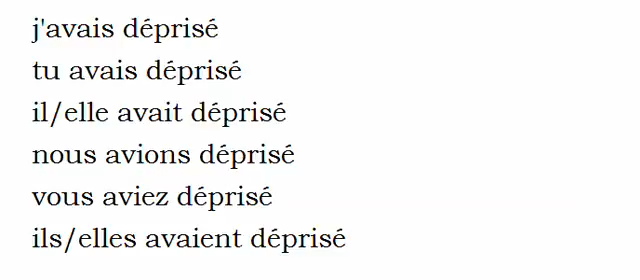 j'avais déprisé
tu avais déprisé
il/elle avait déprisé
nous avions déprisé
vous aviez déprisé
ils/elles avaient déprisé